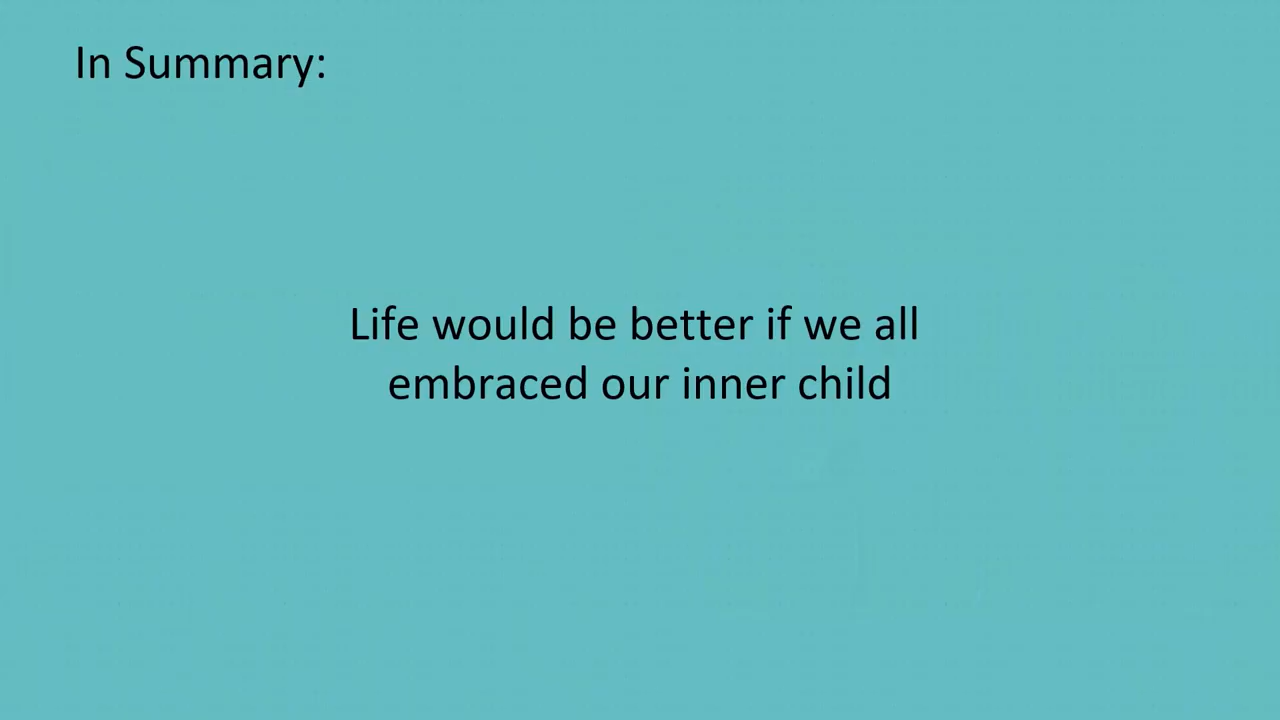 In Summary:
Life would be better if we all
embraced our inner child